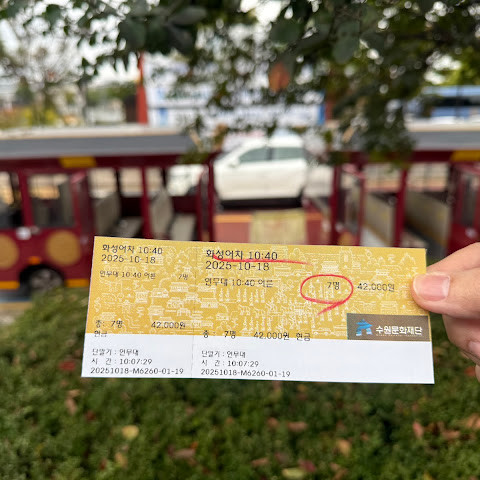 화성어차 10:40
2025-10-18
연무대 10:40 어른 7명
총: 7명 42,000원
현금
단말기 : 연무대
시 간 : 10:07:29
20251018-M6260-01-19
화성어차 10:40
2025-10-18
연무대 10:40 어른 7명 42,000원
총 : 7명 42,000원 현금
수원문화재단
단말기 : 연무대
시 간 : 10:07:29
20251018-M6260-01-19